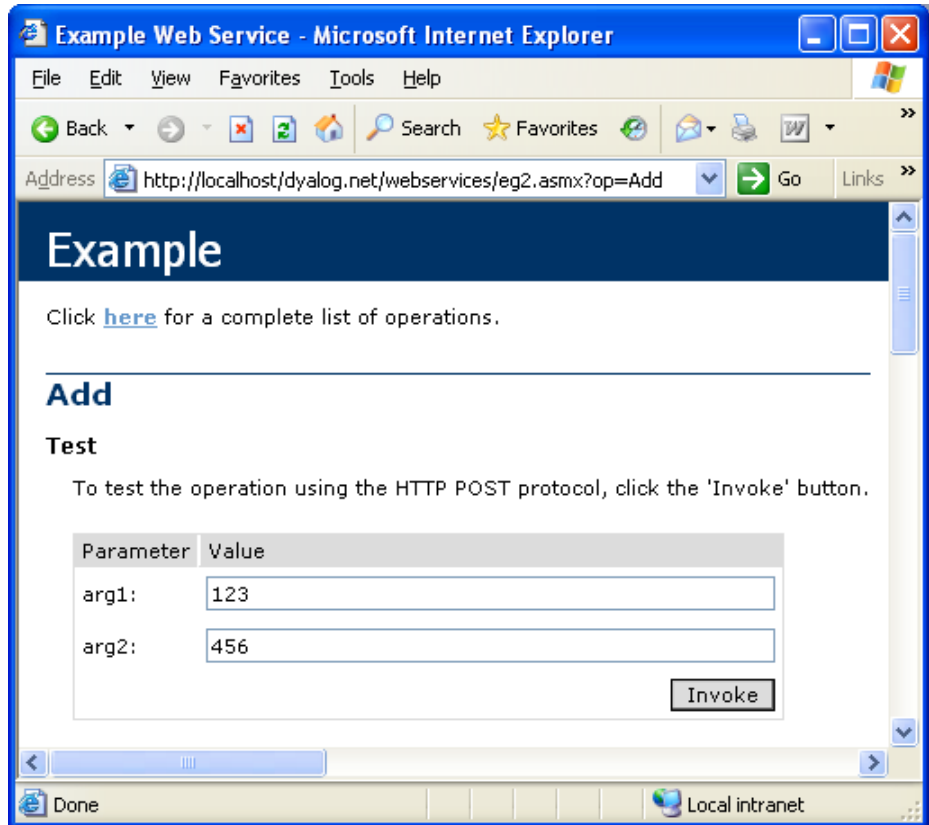 Example Web Service - Microsoft Internet Explorer
File Edit View Favorites Tools Help
Back Search Favorites W »
Address http://localhost/dyalog.net/webservices/eg2.asmx?op=Add Go Links »
Example
Click here for a complete list of operations.
Add
Test
To test the operation using the HTTP POST protocol, click the 'Invoke' button.
Parameter Value
arg1: 123
arg2: 456
Invoke
Done Local intranet